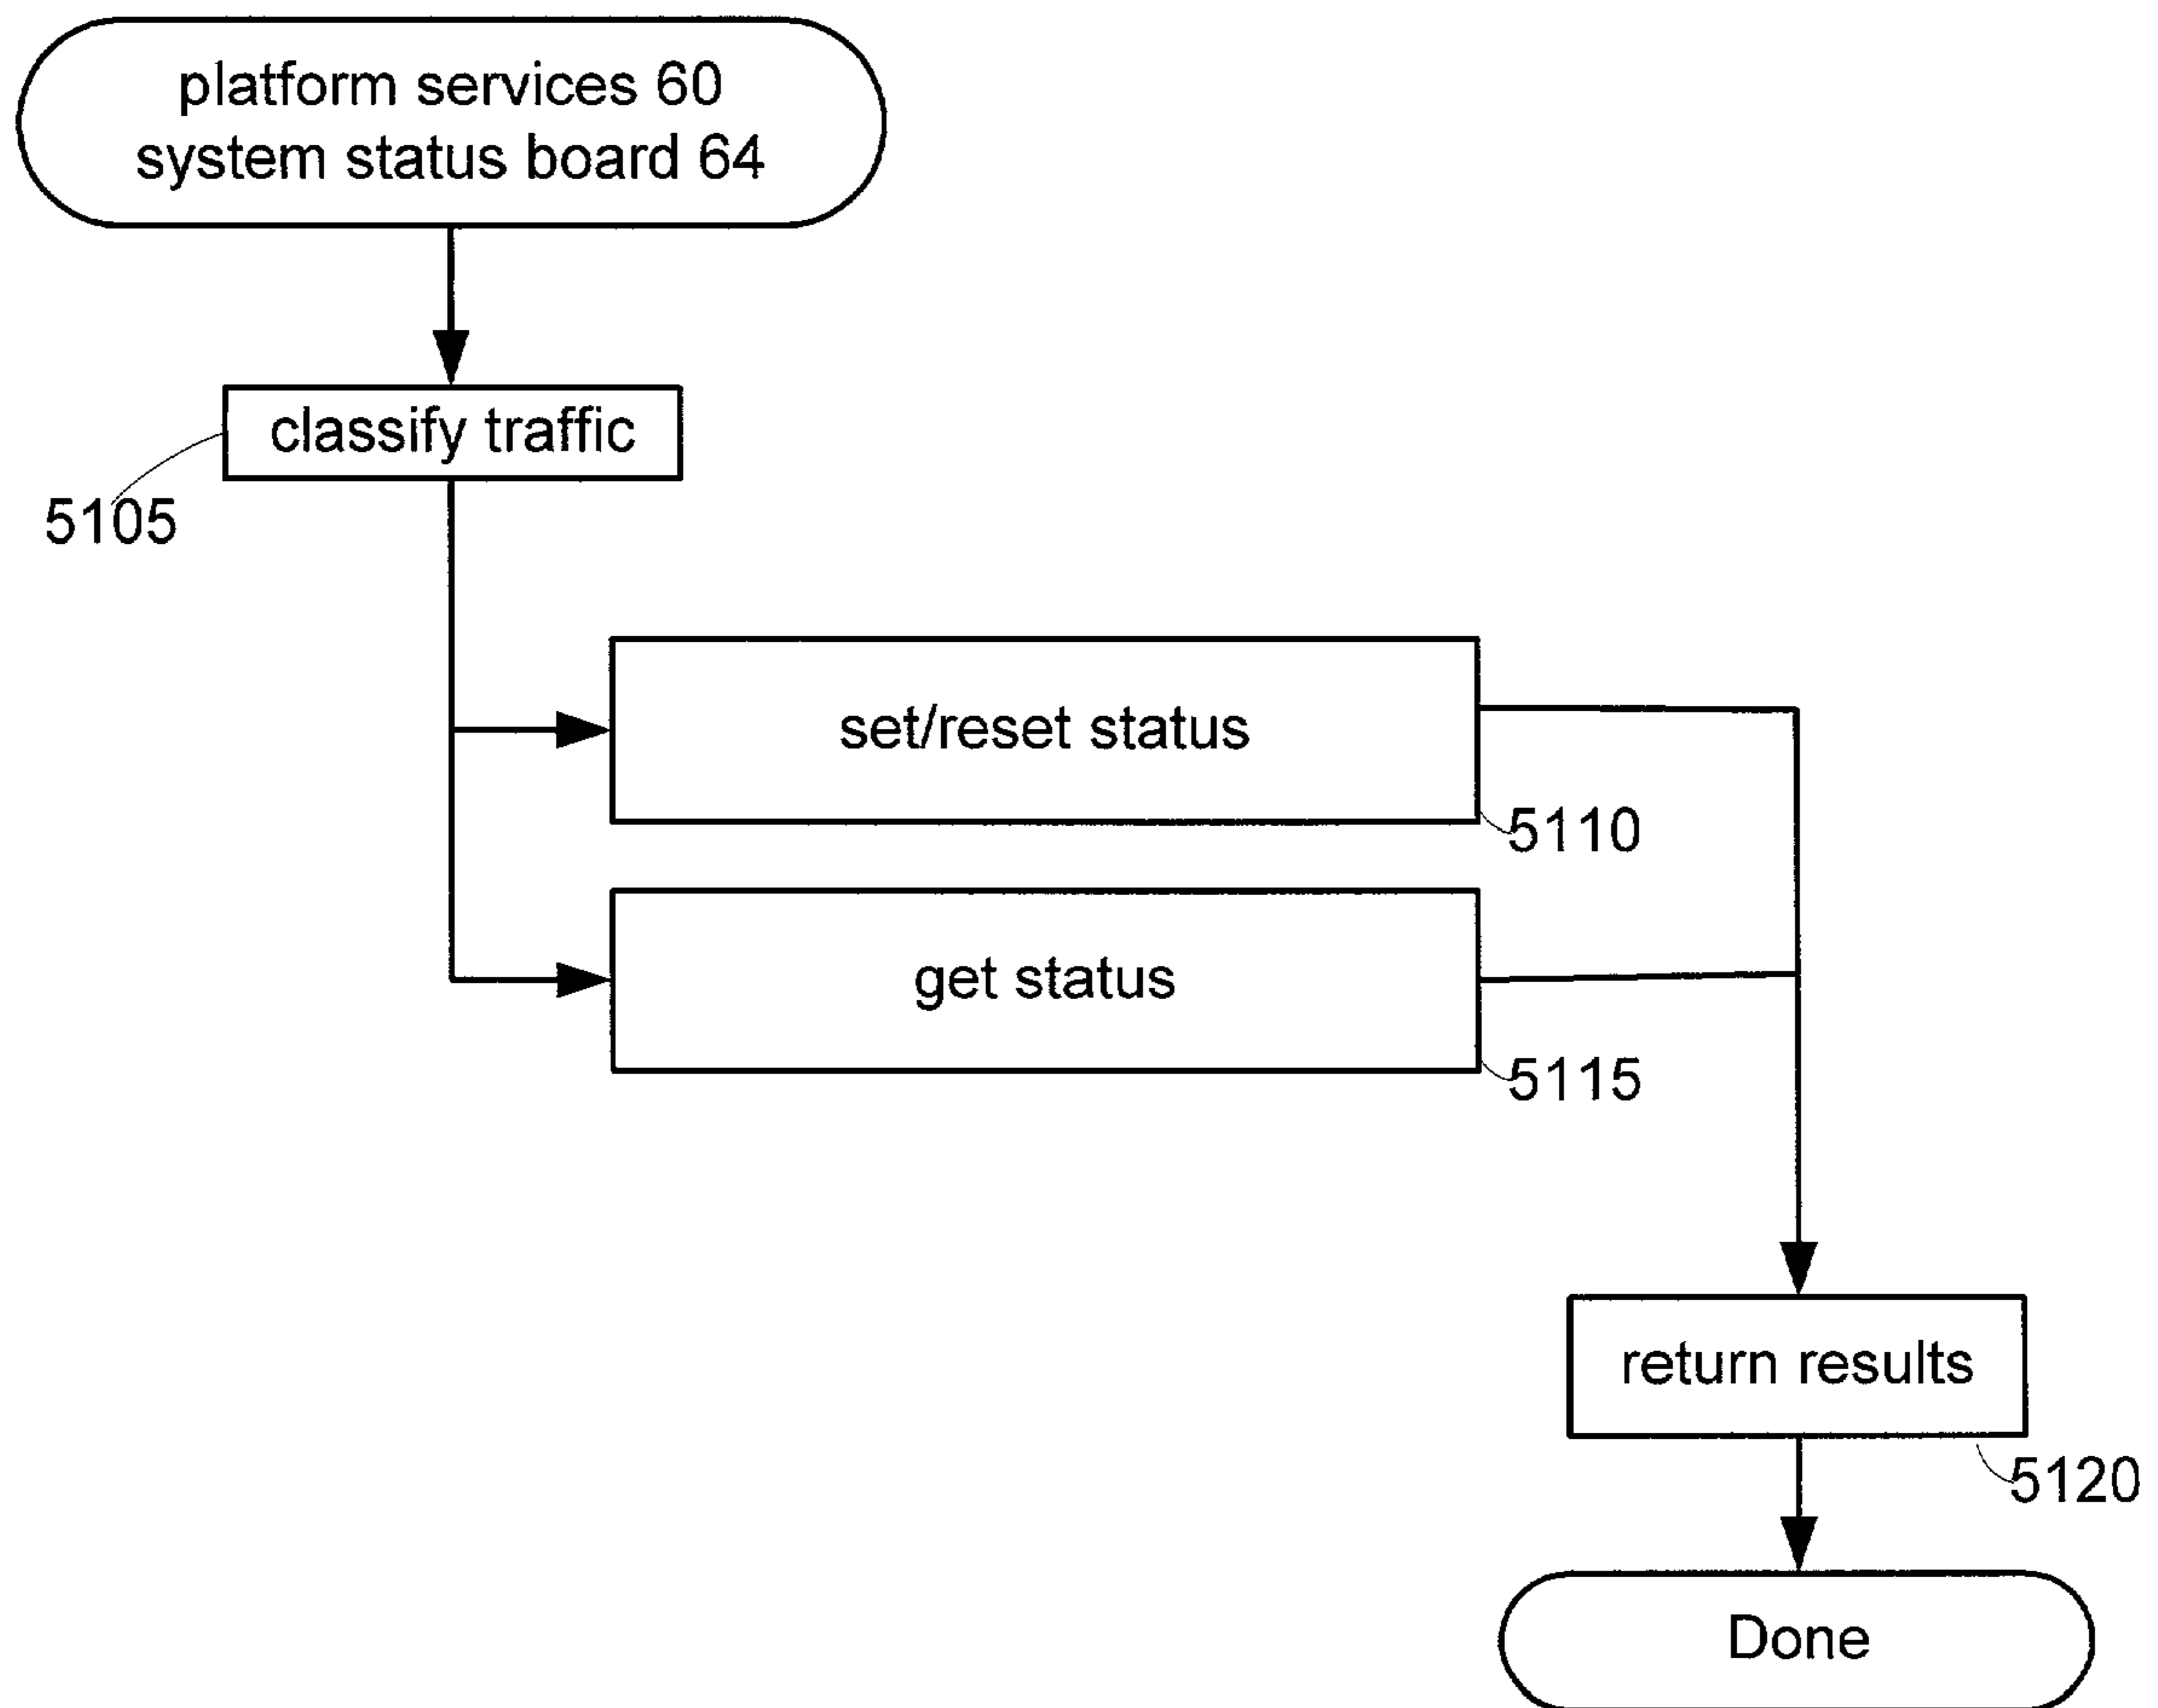 platform services 60
system status board 64
classify traffic
5105
set/reset status
5110
get status
5115
return results
5120
Done